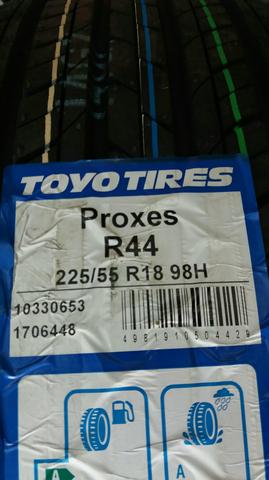 TOYO TIRES
Proxes
R44
225/55 R18 98H
10330653
1706448
4981910504429
A
A